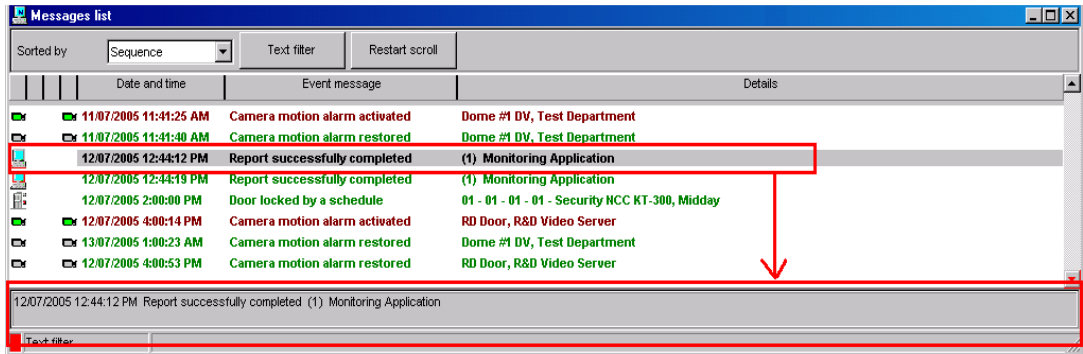 Messages list
Sorted by Sequence Text filter Restart scroll
Date and time Event message Details
11/07/2005 11:41:25 AM Camera motion alarm activated Dome #1 DV, Test Department
11/07/2005 11:41:40 AM Camera motion alarm restored Dome #1 DV, Test Department
12/07/2005 12:44:12 PM Report successfully completed (1) Monitoring Application
12/07/2005 12:44:19 PM Report successfully completed (1) Monitoring Application
12/07/2005 2:00:00 PM Door locked by a schedule 01 - 01 - 01 - 01 - Security NCC KT-300, Midday
12/07/2005 4:00:14 PM Camera motion alarm activated RD Door, R&D Video Server
13/07/2005 1:00:23 AM Camera motion alarm restored Dome #1 DV, Test Department
12/07/2005 4:00:53 PM Camera motion alarm restored RD Door, R&D Video Server
12/07/2005 12:44:12 PM Report successfully completed (1) Monitoring Application
Text filter